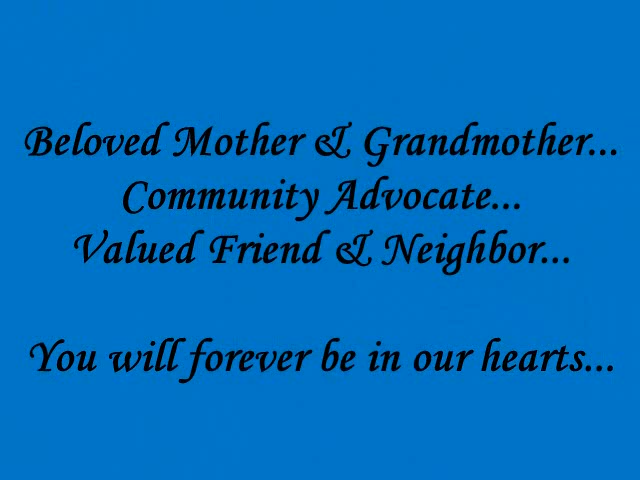 Beloved Mother & Grandmother...
Community Advocate...
Valued Friend & Neighbor...
You will forever be in our hearts...